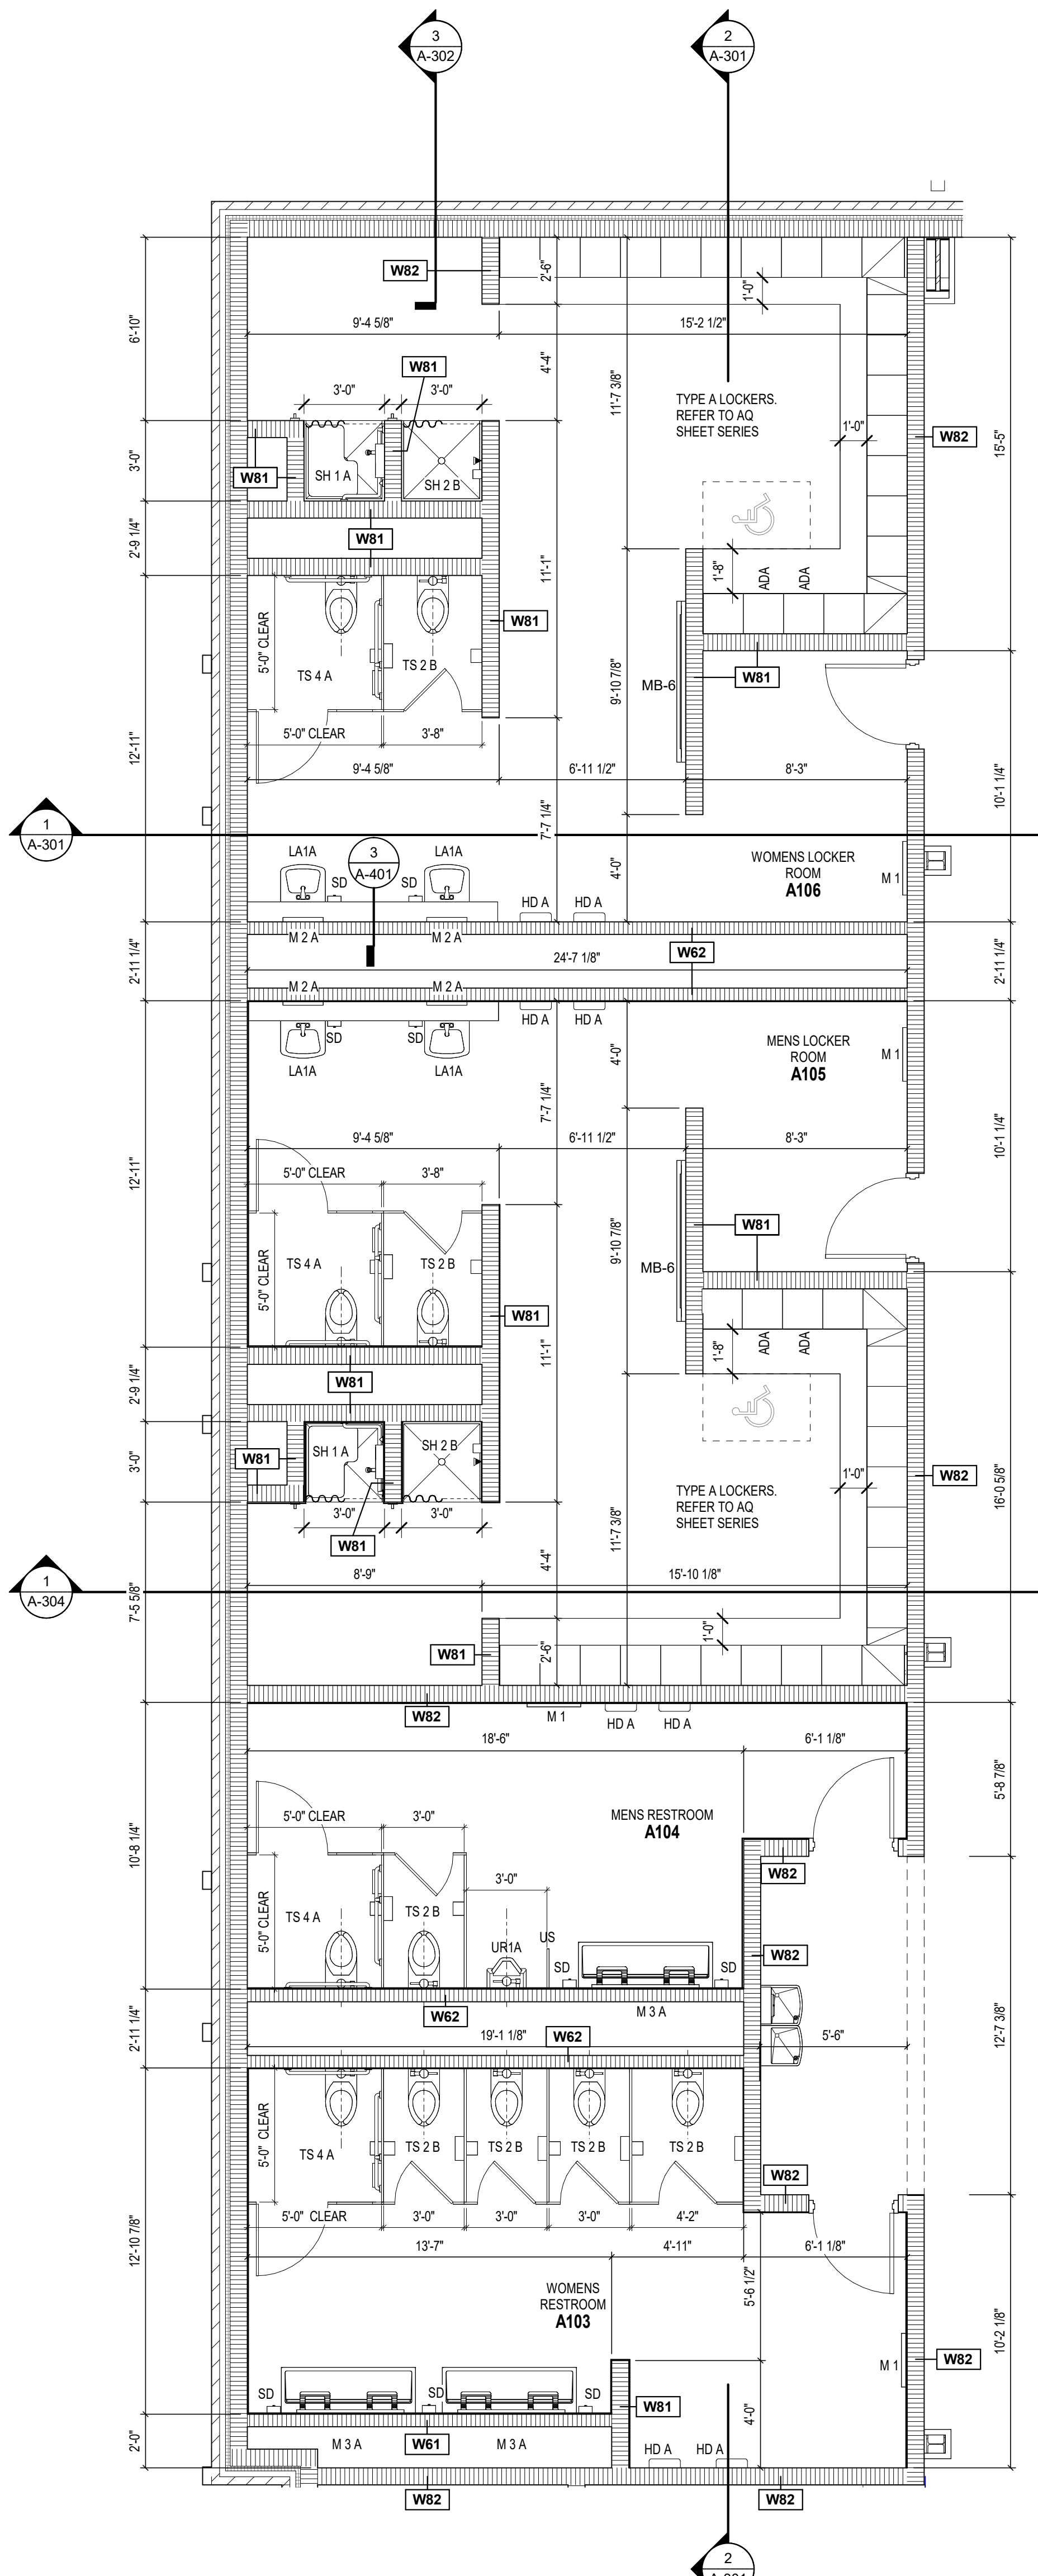 3
A-302
2
A-301
W82
2'-6"
1'-0"
9'-4 5/8"
15'-2 1/2"
6'-10"
4'-4"
W81
3'-0"
3'-0"
11'-7 3/8"
TYPE A LOCKERS.
REFER TO AQ
SHEET SERIES
1'-0"
W82
15'-5"
3'-0"
W81
SH 1 A
SH 2 B
2'-9 1/4"
W81
11'-1"
1'-8"
ADA
ADA
5'-0" CLEAR
W81
TS 4 A
TS 2 B
W81
MB-6
9'-10 7/8"
5'-0" CLEAR
3'-8"
12'-11"
9'-4 5/8"
6'-11 1/2"
8'-3"
10'-1 1/4"
1
A-301
7'-7 1/4"
LA1A
3
A-401
LA1A
WOMENS LOCKER
ROOM
A106
4'-0"
M 1
SD
SD
HD A
HD A
M 2 A
M 2 A
W62
24'-7 1/8"
2'-11 1/4"
2'-11 1/4"
M 2 A
M 2 A
HD A
HD A
SD
SD
LA1A
LA1A
4'-0"
MENS LOCKER
ROOM
A105
M 1
7'-7 1/4"
9'-4 5/8"
6'-11 1/2"
8'-3"
10'-1 1/4"
12'-11"
5'-0" CLEAR
3'-8"
W81
9'-10 7/8"
5'-0" CLEAR
TS 4 A
TS 2 B
MB-6
W81
11'-1"
1'-8"
ADA
ADA
2'-9 1/4"
W81
W81
SH 1 A
SH 2 B
3'-0"
1'-0"
W82
16'-0 5/8"
TYPE A LOCKERS.
REFER TO AQ
SHEET SERIES
3'-0"
3'-0"
W81
11'-7 3/8"
4'-4"
8'-9"
15'-10 1/8"
1
A-304
7'-5 5/8"
1'-0"
W81
2'-6"
W82
M 1
HD A
HD A
18'-6"
6'-1 1/8"
5'-8 7/8"
5'-0" CLEAR
3'-0"
MENS RESTROOM
A104
10'-8 1/4"
W82
3'-0"
5'-0" CLEAR
TS 4 A
TS 2 B
UR1A
US
SD
SD
W82
W62
M 3 A
2'-11 1/4"
19'-1 1/8"
W62
5'-6"
12'-7 3/8"
5'-0" CLEAR
TS 4 A
TS 2 B
TS 2 B
TS 2 B
TS 2 B
W82
5'-0" CLEAR
3'-0"
3'-0"
3'-0"
4'-2"
13'-7"
4'-11"
6'-1 1/8"
12'-10 7/8"
5'-6 1/2"
WOMENS
RESTROOM
A103
10'-2 1/8"
W82
M 1
SD
SD
SD
W81
4'-0"
2'-0"
M 3 A
W61
M 3 A
HD A
HD A
W82
W82
2